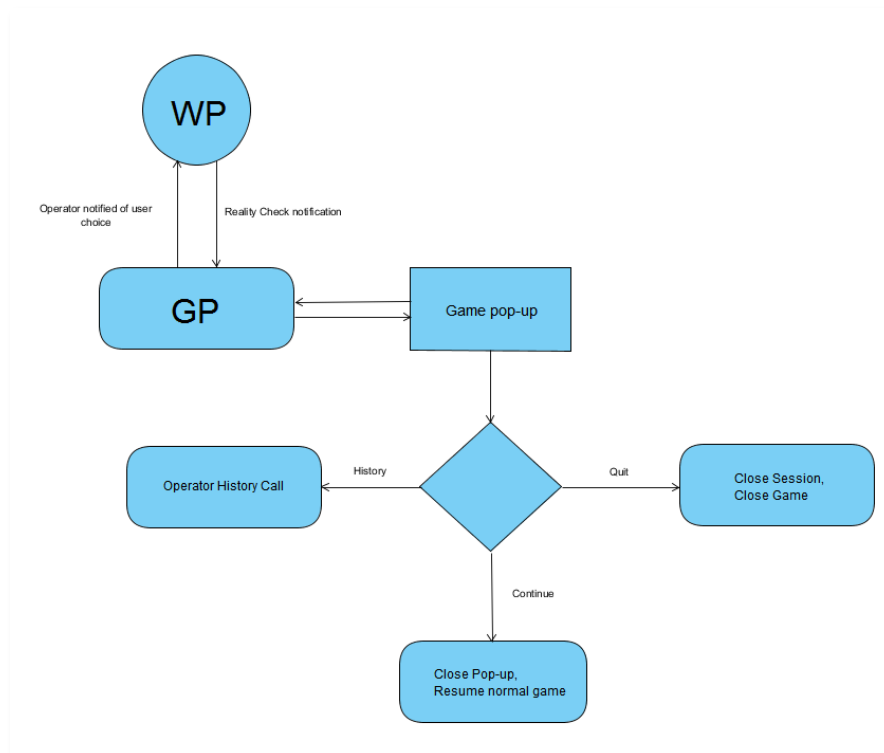 WP
Operator notified of user
choice
Reality Check notification
GP
Game pop-up
History
Quit
Operator History Call
Close Session,
Close Game
Continue
Close Pop-up,
Resume normal game